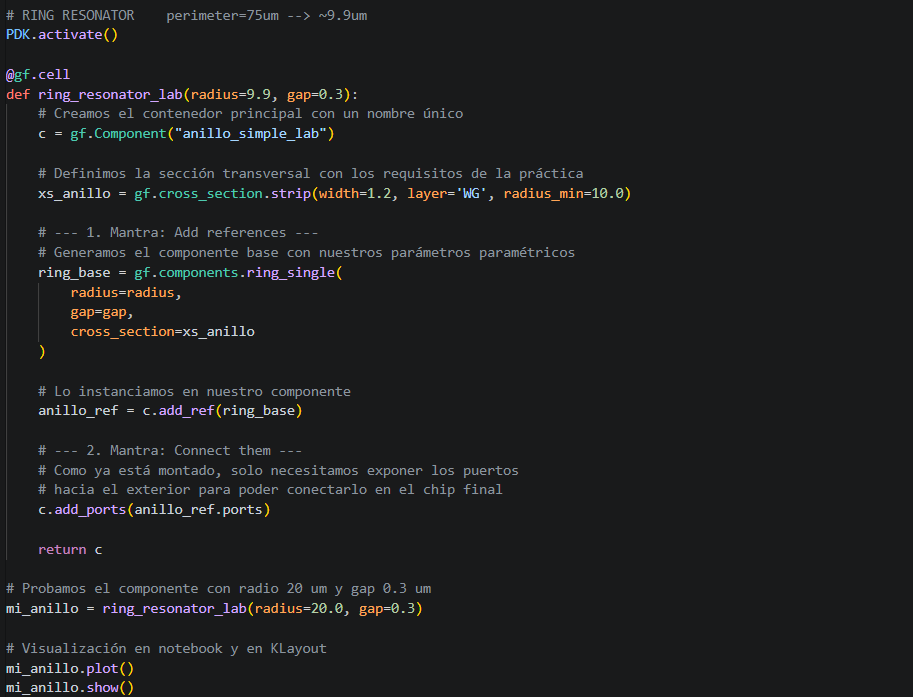 # RING RESONATOR    perimeter=75um --> ~9.9um
PDK.activate()
@gf.cell
def ring_resonator_lab(radius=9.9, gap=0.3):
    # Creamos el contenedor principal con un nombre único
    c = gf.Component("anillo_simple_lab")
    # Definimos la sección transversal con los requisitos de la práctica
    xs_anillo = gf.cross_section.strip(width=1.2, layer='WG', radius_min=10.0)
    # --- 1. Mantra: Add references ---
    # Generamos el componente base con nuestros parámetros paramétricos
    ring_base = gf.components.ring_single(
        radius=radius,
        gap=gap,
        cross_section=xs_anillo
    )
    # Lo instanciamos en nuestro componente
    anillo_ref = c.add_ref(ring_base)
    # --- 2. Mantra: Connect them ---
    # Como ya está montado, solo necesitamos exponer los puertos
    # hacia el exterior para poder conectarlo en el chip final
    c.add_ports(anillo_ref.ports)
    return c
# Probamos el componente con radio 20 um y gap 0.3 um
mi_anillo = ring_resonator_lab(radius=20.0, gap=0.3)
# Visualización en notebook y en KLayout
mi_anillo.plot()
mi_anillo.show()